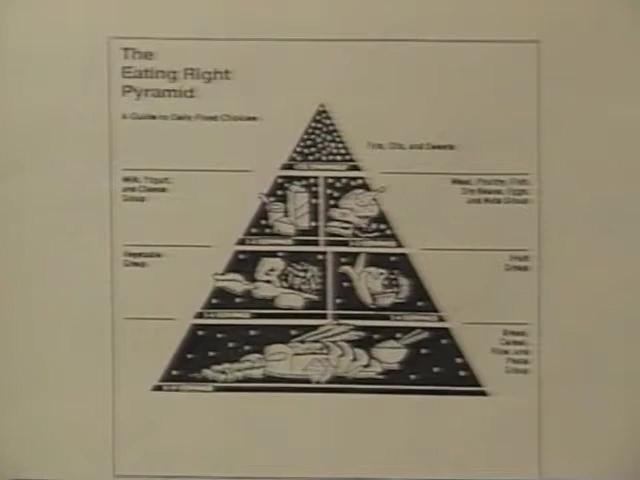 The
Eating Right
Pyramid
A Guide to Daily Food Choices
Fats, Oils, and Sweets
Milk, Yogurt,
and Cheese
Group
Meat, Poultry, Fish,
Dry Beans, Eggs,
and Nuts Group
Vegetable
Group
Fruit
Group
Bread,
Cereal,
Rice, and
Pasta
Group